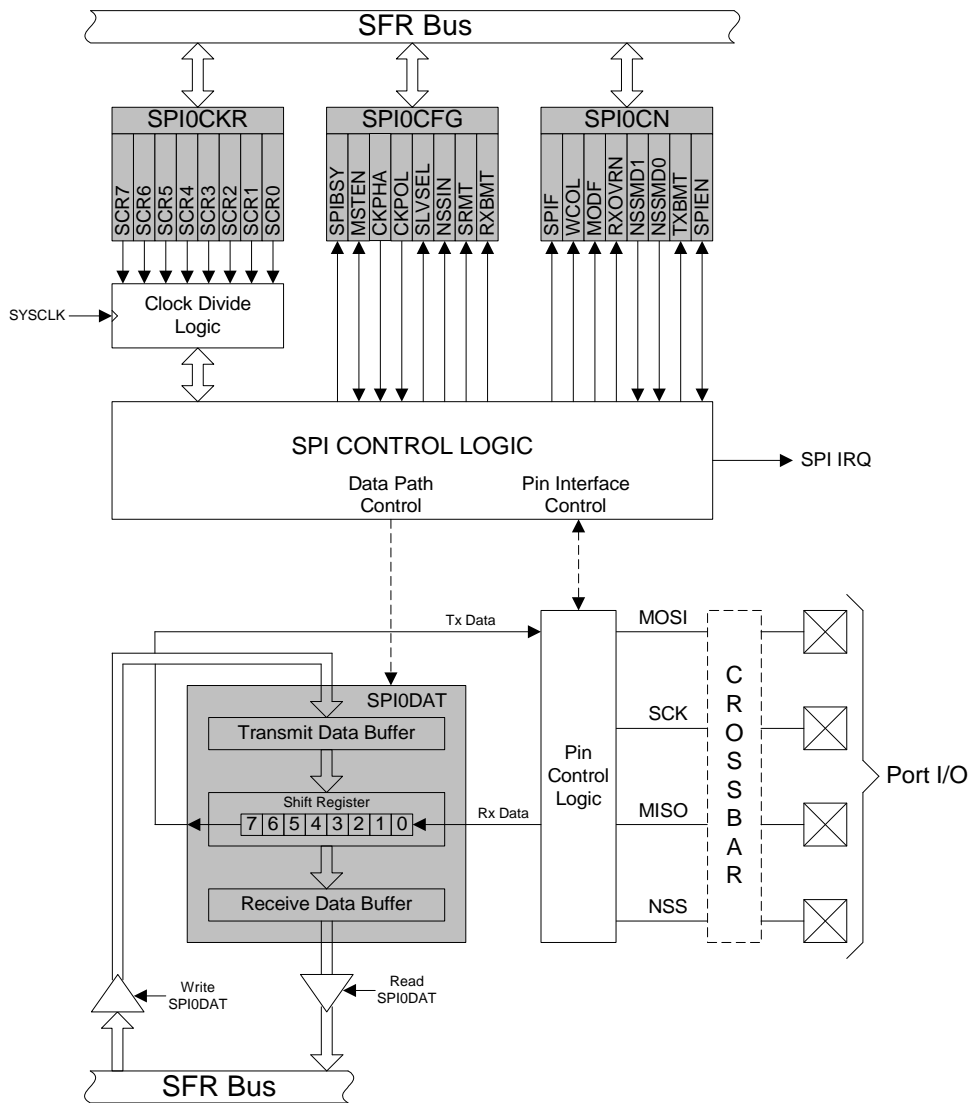 SFR Bus
SPI0CKR
SPI0CFG
SPI0CN
SCR7
SCR6
SCR5
SCR4
SCR3
SCR2
SCR1
SCR0
SPIBSY
MSTEN
CKPHA
CKPOL
SLVSEL
NSSIN
SRMT
RXBMT
SPIF
WCOL
MODF
RXOVRN
NSSMD1
NSSMD0
TXBMT
SPIEN
SYSCLK
Clock Divide
Logic
SPI CONTROL LOGIC
SPI IRQ
Data Path
Control
Pin Interface
Control
Tx Data
MOSI
SPI0DAT
Transmit Data Buffer
SCK
Shift Register
7 6 5 4 3 2 1 0
Rx Data
Pin
Control
Logic
MISO
CROSSBAR
Port I/O
Receive Data Buffer
NSS
Write
SPI0DAT
Read
SPI0DAT
SFR Bus